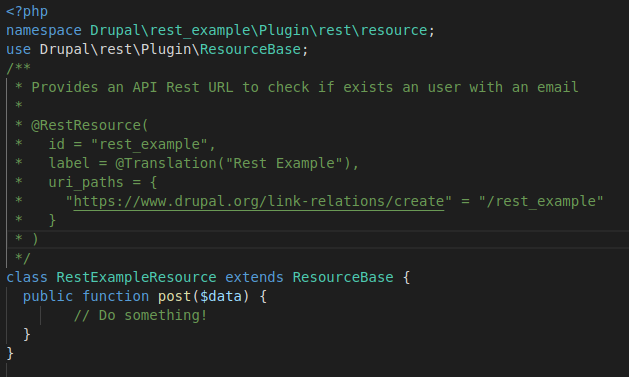 <?php
namespace Drupal\rest_example\Plugin\rest\resource;
use Drupal\rest\Plugin\ResourceBase;
/**
 * Provides an API Rest URL to check if exists an user with an email
 *
 * @RestResource(
 *   id = "rest_example",
 *   label = @Translation("Rest Example"),
 *   uri_paths = {
 *     "https://www.drupal.org/link-relations/create" = "/rest_example"
 *   }
 * )
 */
class RestExampleResource extends ResourceBase {
  public function post($data) {
        // Do something!
  }
}